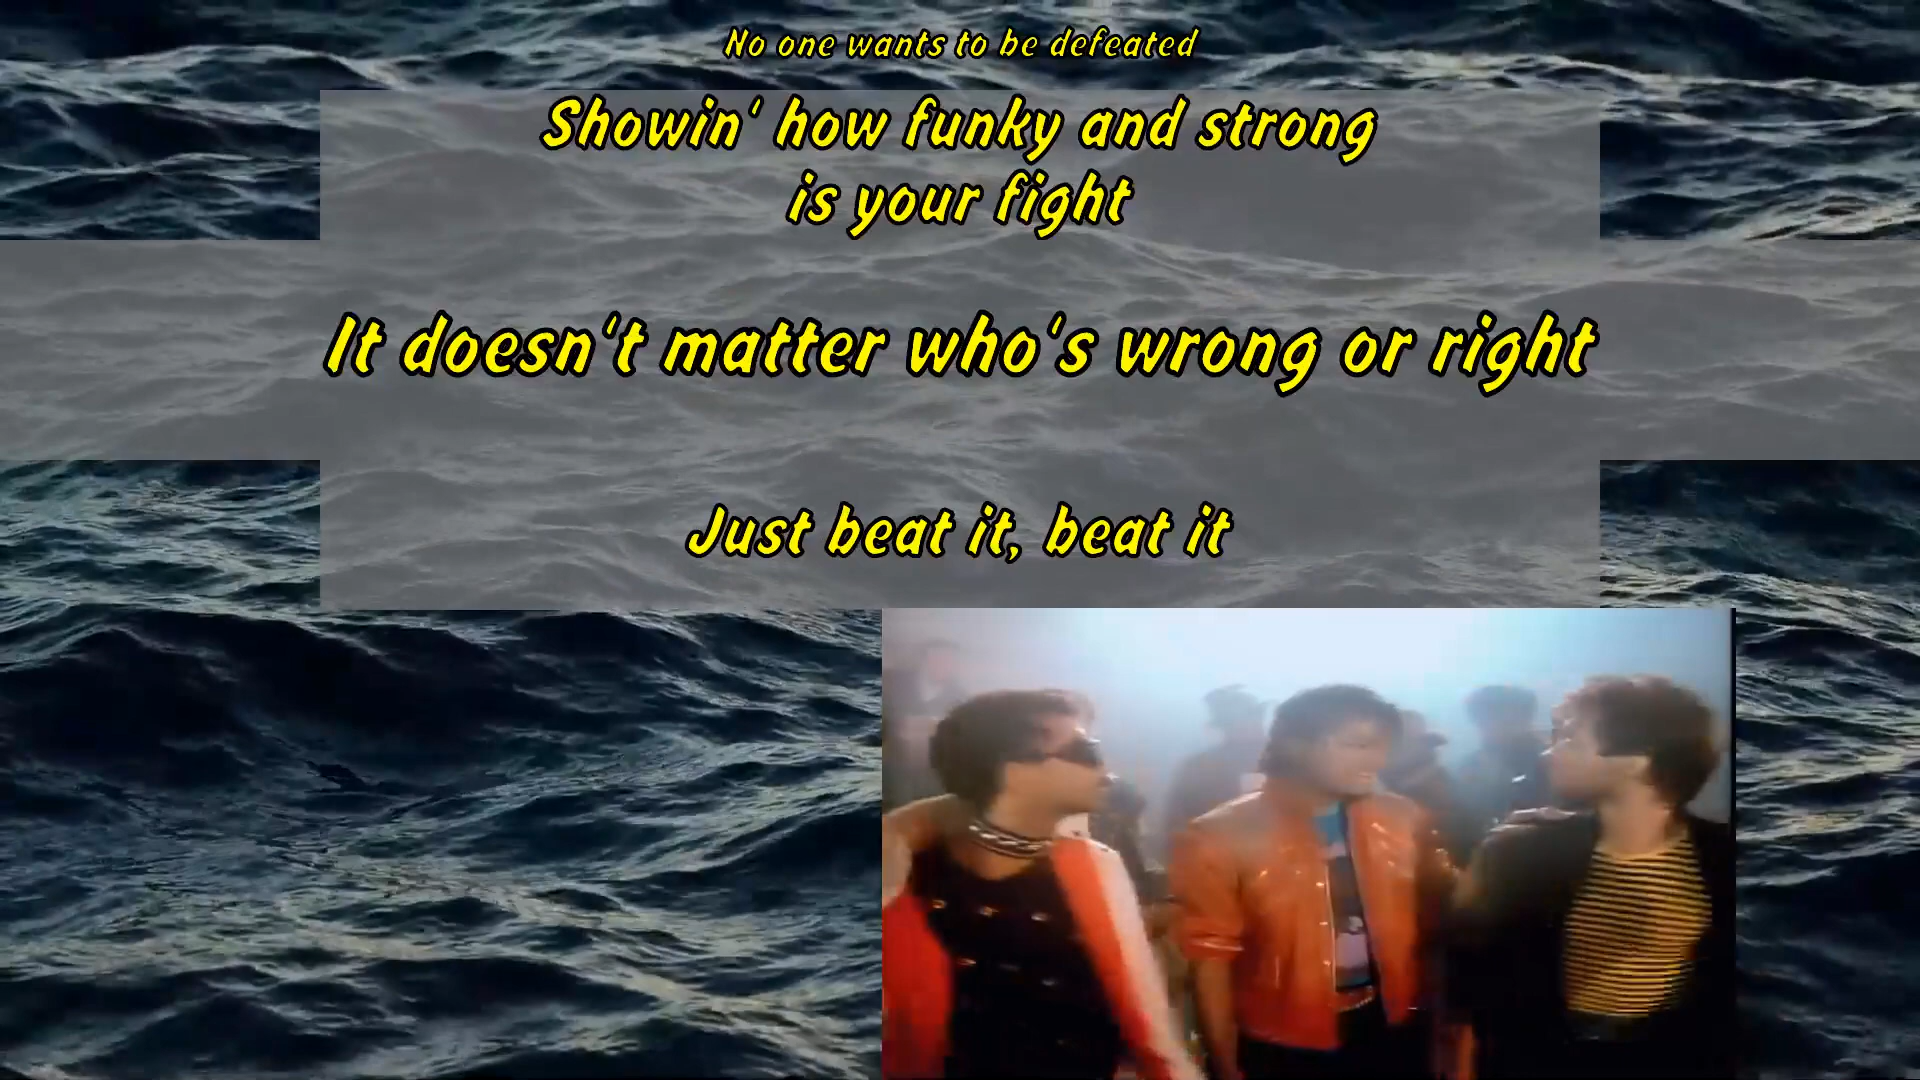 No one wants to be defeated
Showin' how funky and strong
is your fight
It doesn't matter who's wrong or right
Just beat it, beat it